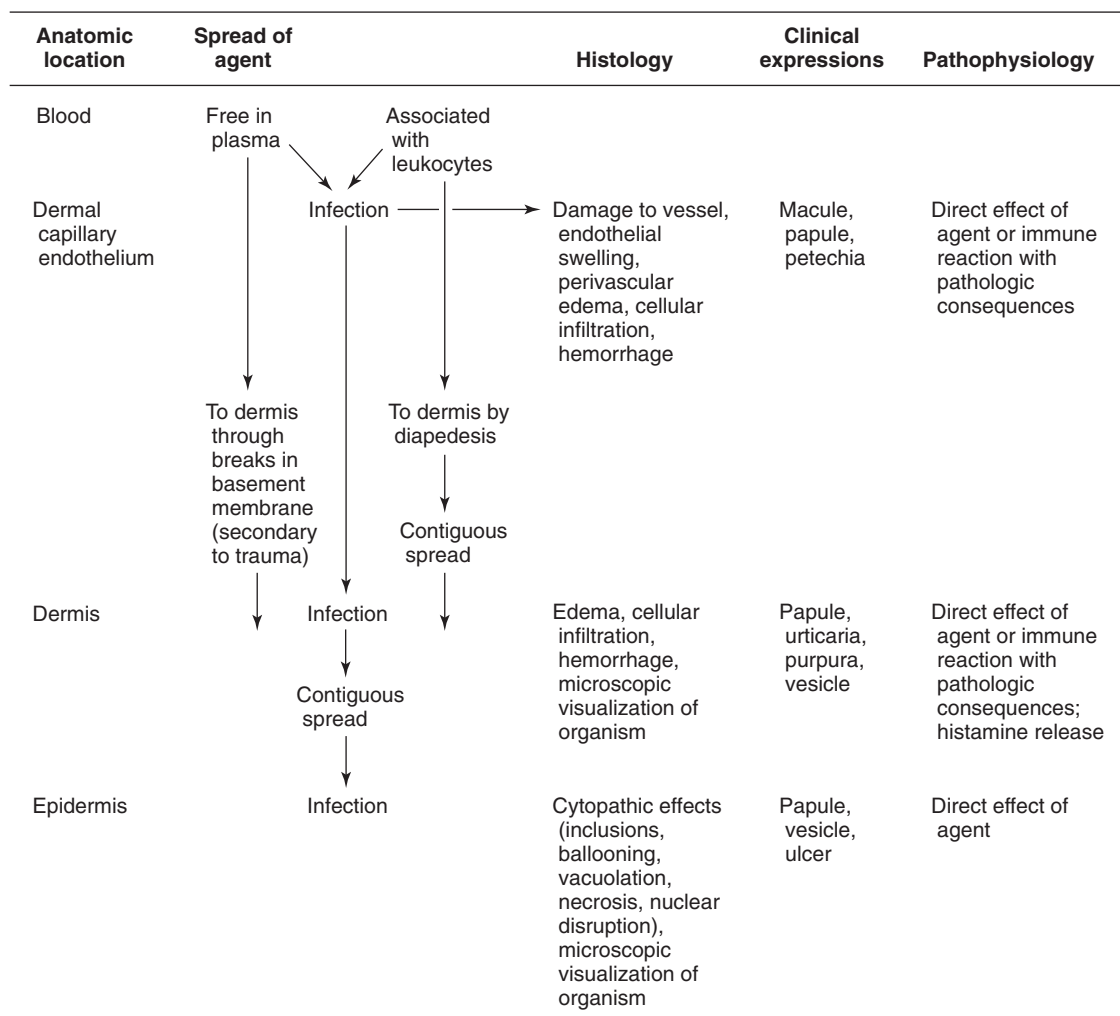 Anatomic
location
Spread of
agent
Histology
Clinical
expressions
Pathophysiology
Blood
Free in
plasma
Associated
with
leukocytes
Dermal
capillary
endothelium
Infection
Damage to vessel,
endothelial
swelling,
perivascular
edema, cellular
infiltration,
hemorrhage
Macule,
papule,
petechia
Direct effect of
agent or immune
reaction with
pathologic
consequences
To dermis
through
breaks in
basement
membrane
(secondary
to trauma)
To dermis by
diapedesis
Contiguous
spread
Dermis
Infection
Edema, cellular
infiltration,
hemorrhage,
microscopic
visualization of
organism
Papule,
urticaria,
purpura,
vesicle
Direct effect of
agent or immune
reaction with
pathologic
consequences;
histamine release
Contiguous
spread
Epidermis
Infection
Cytopathic effects
(inclusions,
ballooning,
vacuolation,
necrosis, nuclear
disruption),
microscopic
visualization of
organism
Papule,
vesicle,
ulcer
Direct effect of
agent